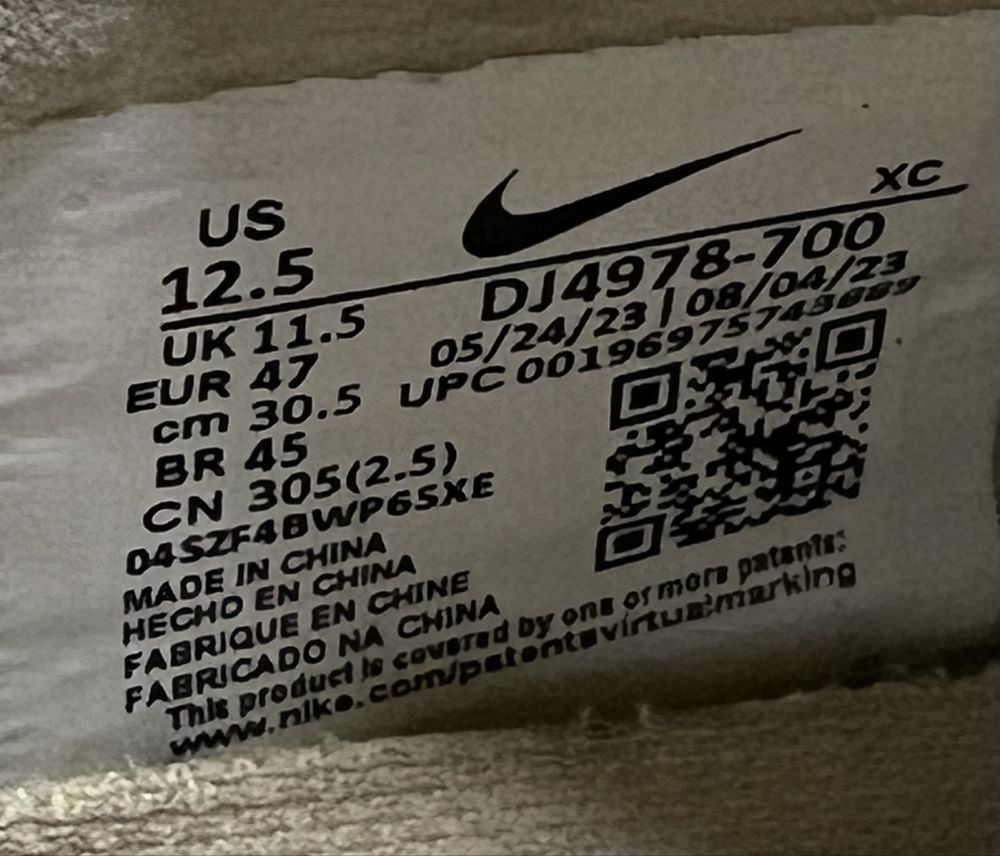 US
12.5
XC
UK 11.5
EUR 47
cm 30.5
BR 45
CN 305(2.5)
04SZF4BWP65XE
DJ4978-700
05/24/23 | 08/04/23
UPC
MADE IN CHINA
HECHO EN CHINA
FABRIQUE EN CHINE
FABRICADO NA CHINA
This product is covered by one or more patents:
www.nike.com/patentsvirtualmarking